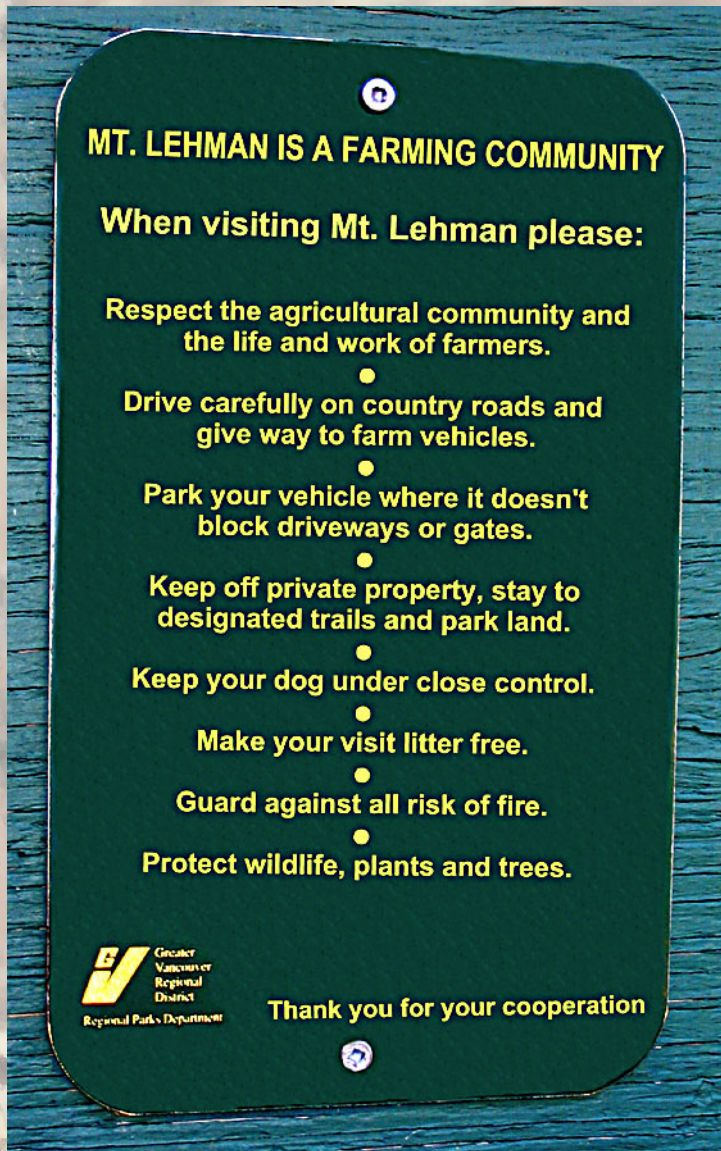 MT. LEHMAN IS A FARMING COMMUNITY
When visiting Mt. Lehman please:
Respect the agricultural community and
the life and work of farmers.
Drive carefully on country roads and
give way to farm vehicles.
Park your vehicle where it doesn't
block driveways or gates.
Keep off private property, stay to
designated trails and park land.
Keep your dog under close control.
Make your visit litter free.
Guard against all risk of fire.
Protect wildlife, plants and trees.
Greater
Vancouver
Regional
District
Regional Parks Department
Thank you for your cooperation